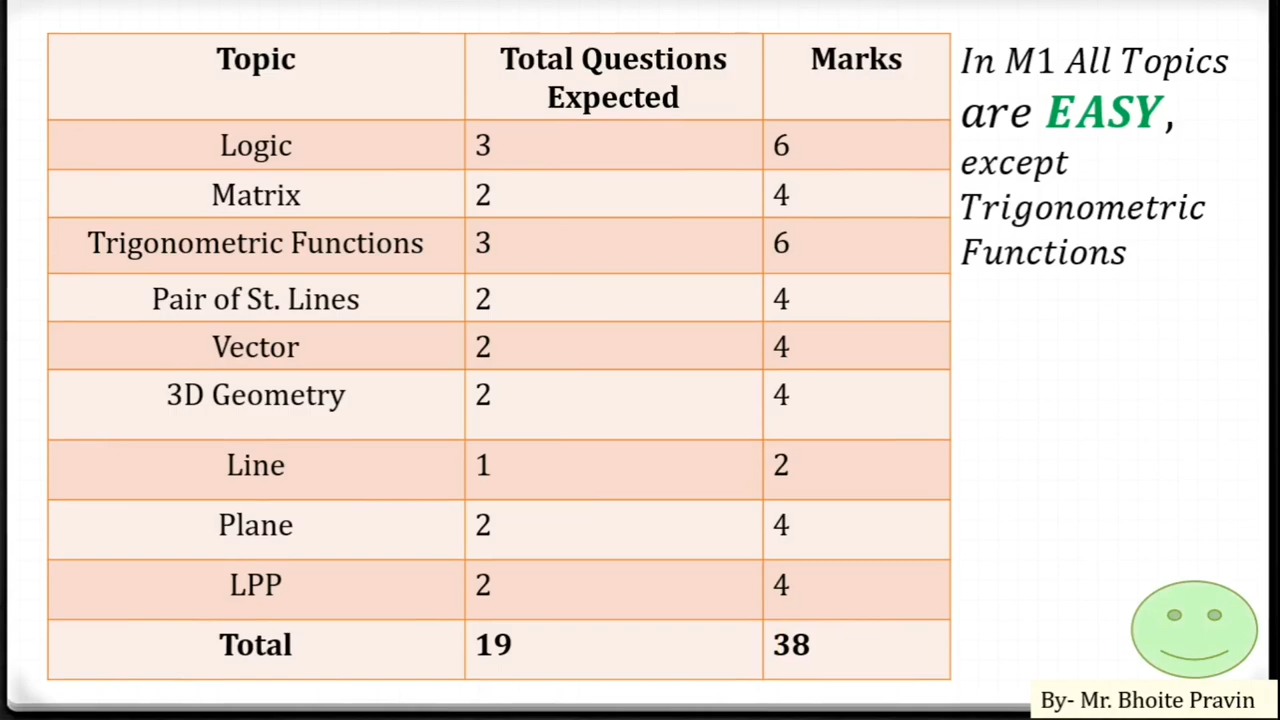 Topic Total Questions Expected Marks
Logic 3 6
Matrix 2 4
Trigonometric Functions 3 6
Pair of St. Lines 2 4
Vector 2 4
3D Geometry 2 4
Line 1 2
Plane 2 4
LPP 2 4
Total 19 38
In M1 All Topics
are EASY,
except
Trigonometric
Functions
By- Mr. Bhoite Pravin